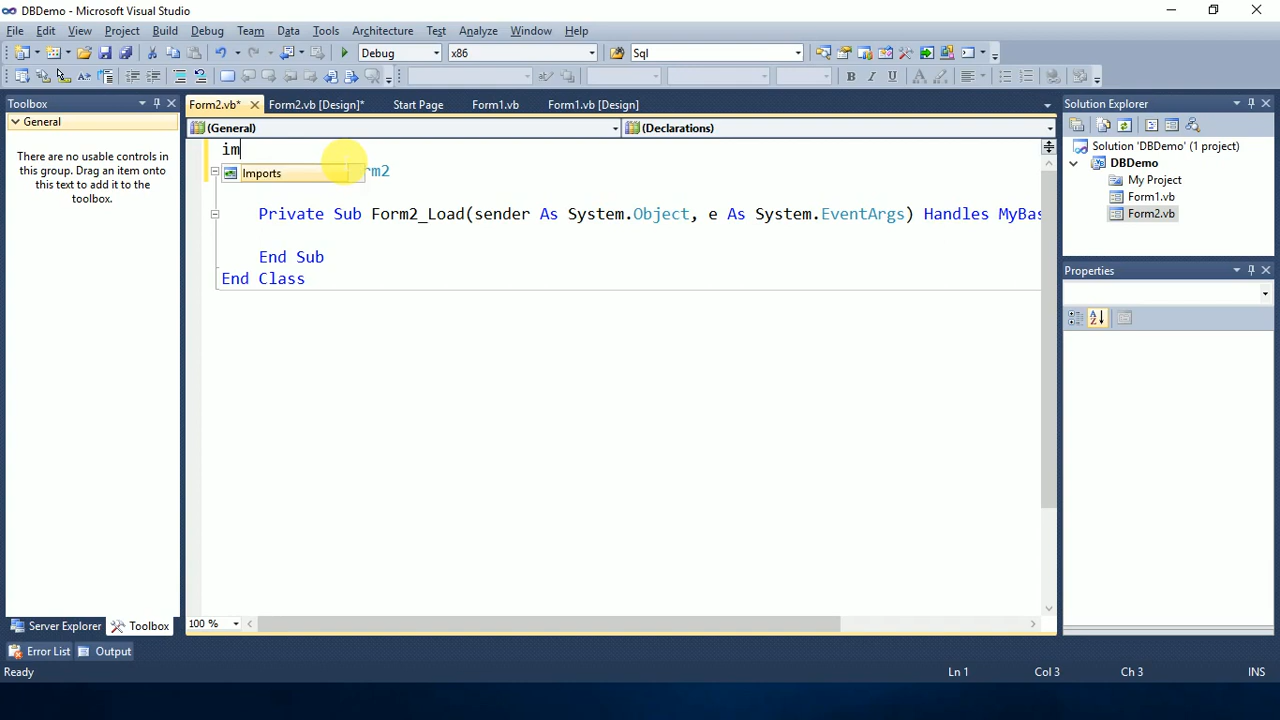 DBDemo - Microsoft Visual Studio
File Edit View Project Build Debug Team Data Tools Architecture Test Analyze Window Help
Debug x86 Sql
Toolbox
General
There are no usable controls in
this group. Drag an item onto
this text to add it to the
toolbox.
Server Explorer Toolbox
Form2.vb* Form2.vb [Design]* Start Page Form1.vb Form1.vb [Design]
(General) (Declarations)
im
Imports
rm2
Private Sub Form2_Load(sender As System.Object, e As System.EventArgs) Handles MyBas
End Sub
End Class
100 %
Solution Explorer
Solution 'DBDemo' (1 project)
DBDemo
My Project
Form1.vb
Form2.vb
Properties
Error List Output
Ready Ln 1 Col 3 Ch 3 INS